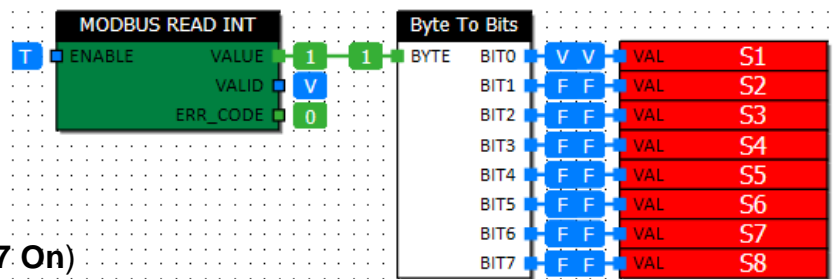 MODBUS READ INT Byte To Bits
T ENABLE VALUE 1 1 BYTE BIT0 V V VAL S1
VALID V BIT1 F F VAL S2
ERR_CODE 0 BIT2 F F VAL S3
BIT3 F F VAL S4
BIT4 F F VAL S5
BIT5 F F VAL S6
7 On) BIT6 F F VAL S7
BIT7 F F VAL S8